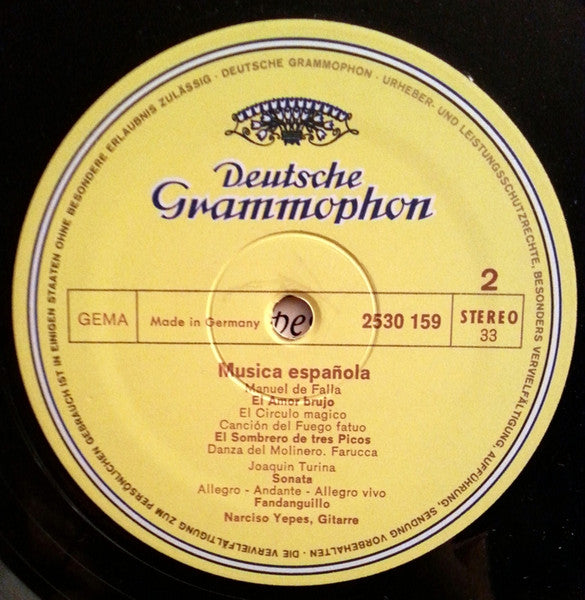 DEUTSCHE GRAMMOPHON · URHEBER- UND LEISTUNGSSCHUTZRECHTE, BESONDERS VERVIELFÄLTIGUNG, AUFFÜHRUNG, SENDUNG VORBEHALTEN · DIE VERVIELFÄLTIGUNG ZUM PERSÖNLICHEN GEBRAUCH IST IN EINIGEN STAATEN OHNE BESONDERE ERLAUBNIS ZULÄSSIG ·
Deutsche
Grammophon
2
GEMA Made in Germany 2530 159 STEREO
33
Musica española
Manuel de Falla
El Amor brujo
El Circulo magico
Canción del Fuego fatuo
El Sombrero de tres Picos
Danza del Molinero. Farucca
Joaquin Turina
Sonata
Allegro - Andante - Allegro vivo
Fandanguillo
Narciso Yepes, Gitarre